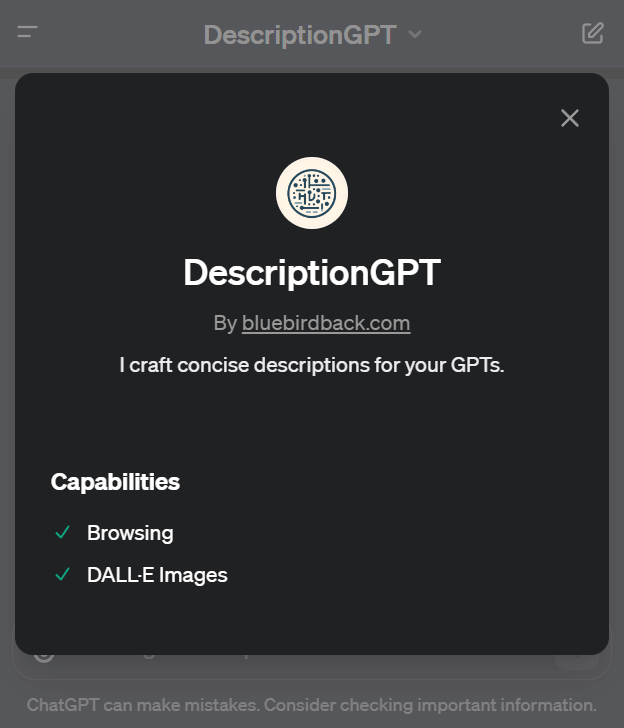 DescriptionGPT
DescriptionGPT
By bluebirdback.com
I craft concise descriptions for your GPTs.
Capabilities
Browsing
DALL·E Images
ChatGPT can make mistakes. Consider checking important information.